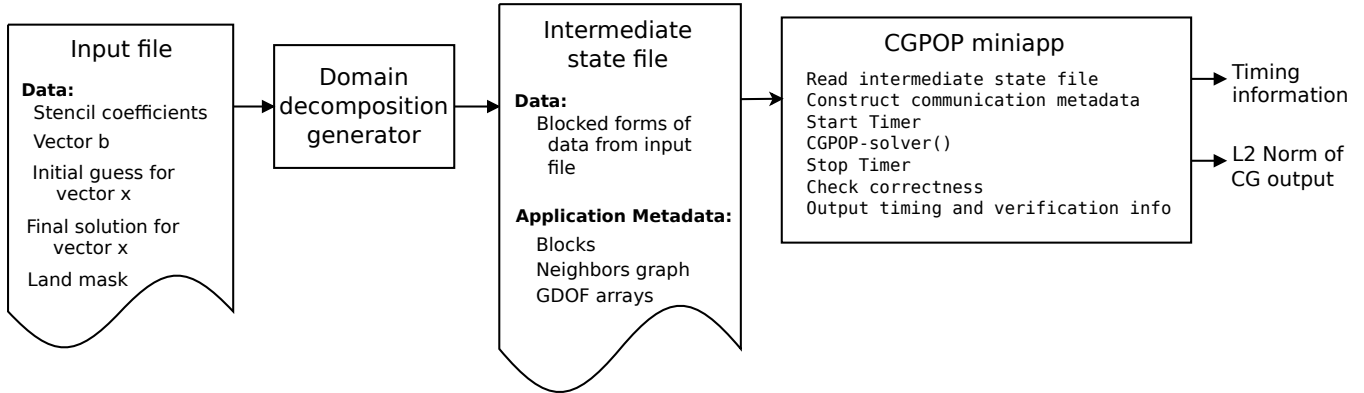 Input file
Data:
Stencil coefficients
Vector b
Initial guess for
vector x
Final solution for
vector x
Land mask
Domain
decomposition
generator
Intermediate
state file
Data:
Blocked forms of
data from input
file
Application Metadata:
Blocks
Neighbors graph
GDOF arrays
CGPOP miniapp
Read intermediate state file
Construct communication metadata
Start Timer
CGPOP-solver()
Stop Timer
Check correctness
Output timing and verification info
Timing
information
L2 Norm of
CG output